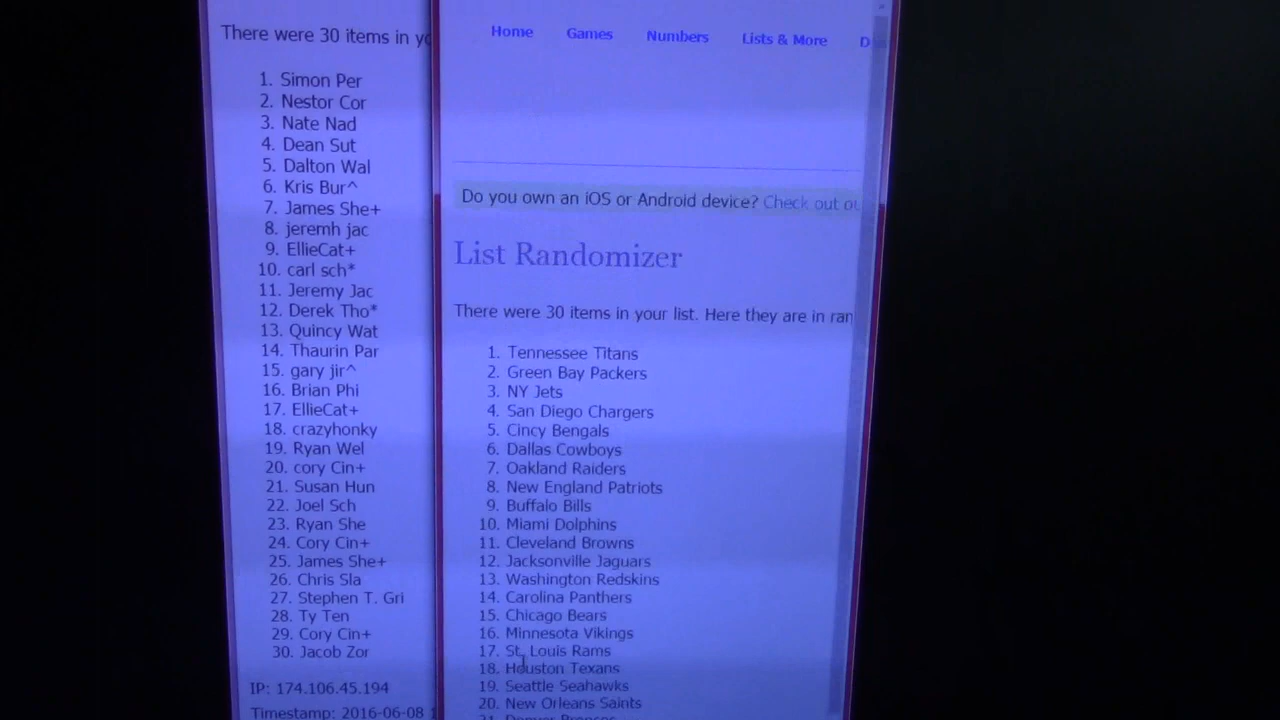 There were 30 items in yo
1. Simon Per
2. Nestor Cor
3. Nate Nad
4. Dean Sut
5. Dalton Wal
6. Kris Bur^
7. James She+
8. jeremh jac
9. EllieCat+
10. carl sch*
11. Jeremy Jac
12. Derek Tho*
13. Quincy Wat
14. Thaurin Par
15. gary jir^
16. Brian Phi
17. EllieCat+
18. crazyhonky
19. Ryan Wel
20. cory Cin+
21. Susan Hun
22. Joel Sch
23. Ryan She
24. Cory Cin+
25. James She+
26. Chris Sla
27. Stephen T. Gri
28. Ty Ten
29. Cory Cin+
30. Jacob Zor
IP: 174.106.45.194
Timestamp: 2016-06-08 1
Home Games Numbers Lists & More D
Do you own an iOS or Android device? Check out ou
List Randomizer
There were 30 items in your list. Here they are in ran
1. Tennessee Titans
2. Green Bay Packers
3. NY Jets
4. San Diego Chargers
5. Cincy Bengals
6. Dallas Cowboys
7. Oakland Raiders
8. New England Patriots
9. Buffalo Bills
10. Miami Dolphins
11. Cleveland Browns
12. Jacksonville Jaguars
13. Washington Redskins
14. Carolina Panthers
15. Chicago Bears
16. Minnesota Vikings
17. St. Louis Rams
18. Houston Texans
19. Seattle Seahawks
20. New Orleans Saints
21. Denver Broncos